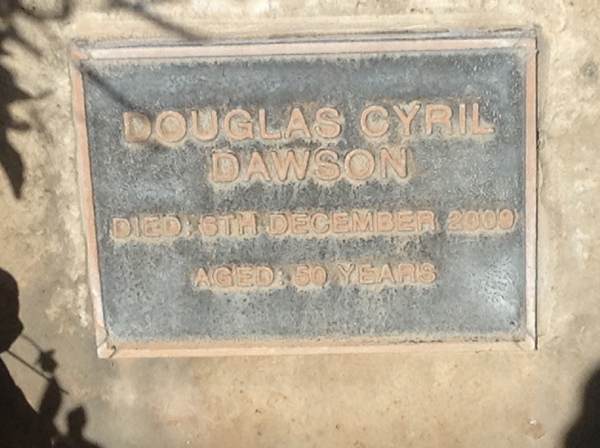 DOUGLAS CYRIL
DAWSON
DIED: 6TH DECEMBER 2009
AGED: 50 YEARS